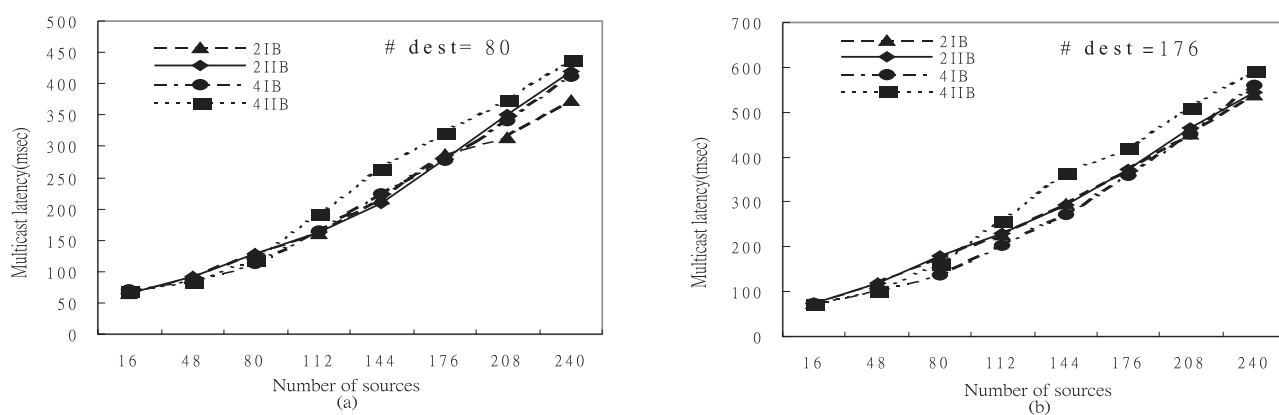 500
450
400
350
300
250
200
150
100
50
0
Multicast latency(msec)
2IB
2IIB
4IB
4IIB
# dest= 80
16 48 80 112 144 176 208 240
Number of sources
(a)
700
600
500
400
300
200
100
0
Multicast latency(msec)
2IB
2IIB
4IB
4IIB
# dest =176
16 48 80 112 144 176 208 240
Number of sources
(b)